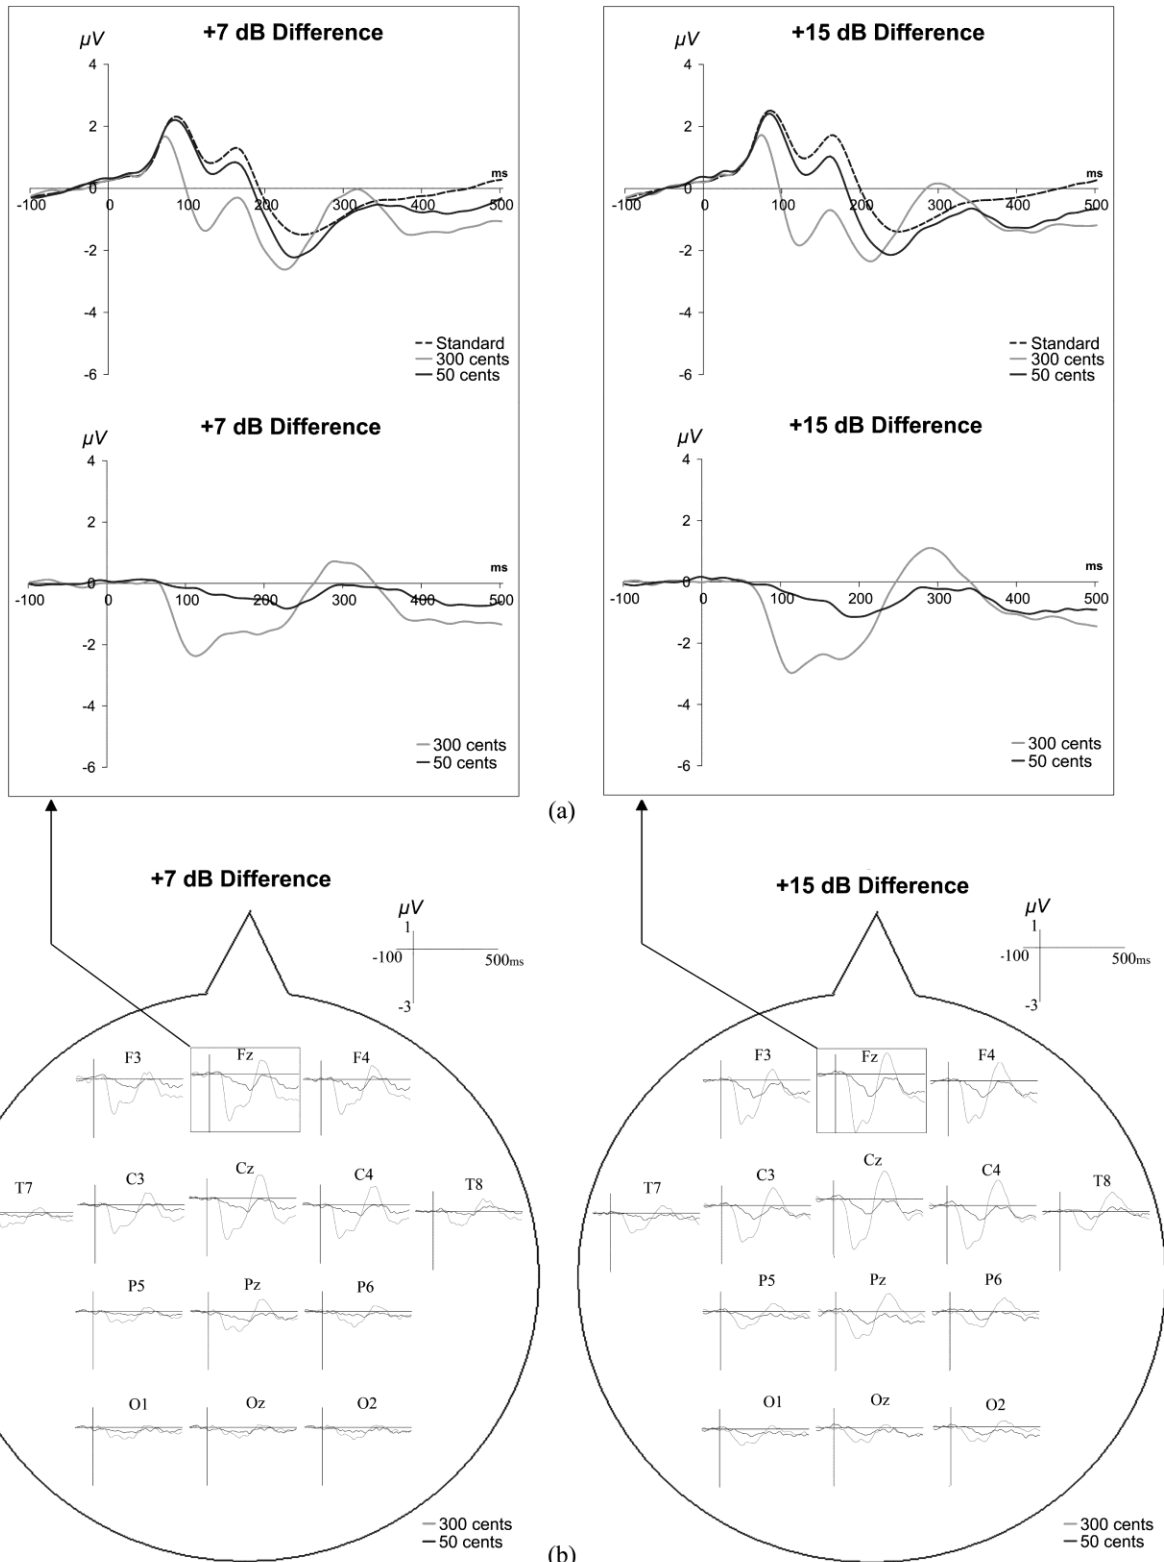 +7 dB Difference
µV
4
2
0
-2
-4
-6
-100
100
200
300
400
500
ms
Standard
300 cents
50 cents
+15 dB Difference
µV
4
2
0
-2
-4
-6
-100
0
100
200
300
400
500
ms
Standard
300 cents
50 cents
+7 dB Difference
µV
4
2
0
-2
-4
-6
-100
0
100
200
300
400
500
ms
300 cents
50 cents
+15 dB Difference
µV
4
2
0
-2
-4
-6
-100
0
100
200
300
400
500
ms
300 cents
50 cents
(a)
+7 dB Difference
µV
1
-100
500ms
-3
F3
Fz
F4
T7
C3
Cz
C4
T8
P5
Pz
P6
O1
Oz
O2
300 cents
50 cents
+15 dB Difference
µV
1
-100
500ms
-3
F3
Fz
F4
T7
C3
Cz
C4
T8
P5
Pz
P6
O1
Oz
O2
300 cents
50 cents
(b)